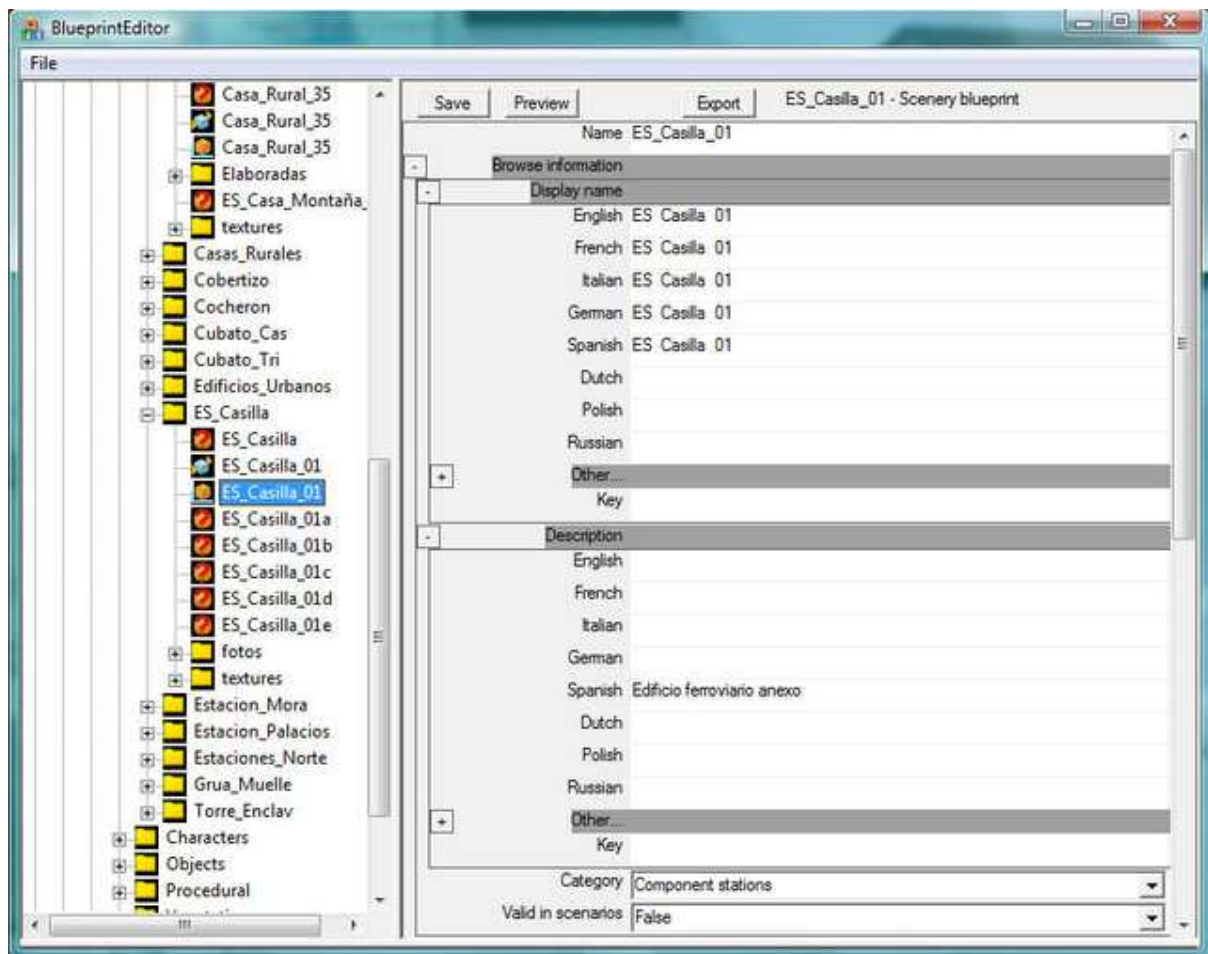 BlueprintEditor
File
Casa_Rural_35
Casa_Rural_35
Casa_Rural_35
Elaboradas
ES_Casa_Montaña_
textures
Casas_Rurales
Cobertizo
Cocheron
Cubato_Cas
Cubato_Tri
Edificios_Urbanos
ES_Casilla
ES_Casilla
ES_Casilla_01
ES_Casilla_01
ES_Casilla_01a
ES_Casilla_01b
ES_Casilla_01c
ES_Casilla_01d
ES_Casilla_01e
fotos
textures
Estacion_Mora
Estacion_Palacios
Estaciones_Norte
Grua_Muelle
Torre_Enclav
Characters
Objects
Procedural
Save Preview Export ES_Casilla_01 - Scenery blueprint
Name ES_Casilla_01
Browse information
Display name
English ES Casilla 01
French ES Casilla 01
Italian ES Casilla 01
German ES Casilla 01
Spanish ES Casilla 01
Dutch
Polish
Russian
Other...
Key
Description
English
French
Italian
German
Spanish Edificio ferroviario anexo
Dutch
Polish
Russian
Other...
Key
Category Component stations
Valid in scenarios False